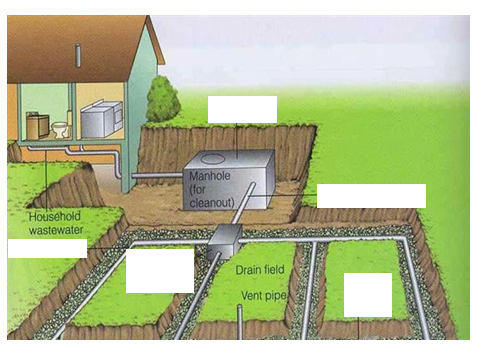 Manhole
(for
cleanout)
Household
wastewater
Drain field
Vent pipe